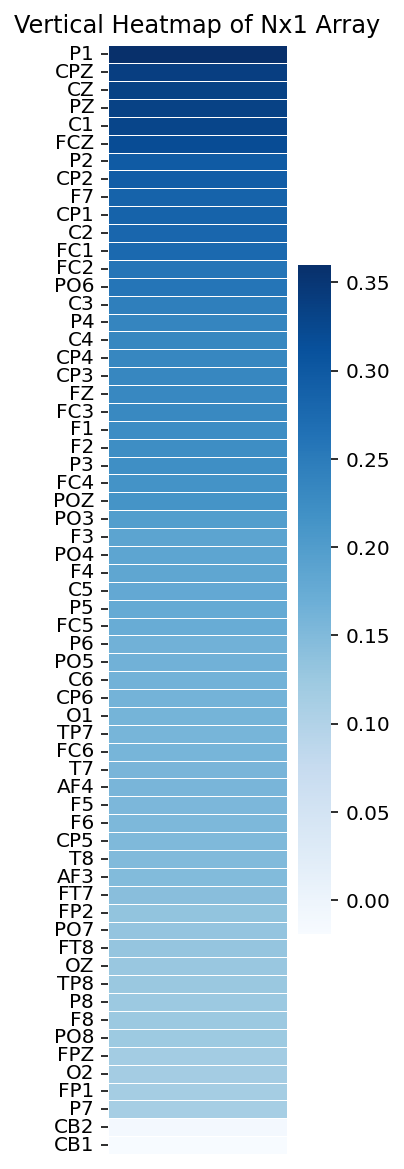 Vertical Heatmap of Nx1 Array
P1
CPZ
CZ
PZ
C1
FCZ
P2
CP2
F7
CP1
C2
FC1
FC2
PO6
C3
P4
C4
CP4
CP3
FZ
FC3
F1
F2
P3
FC4
POZ
PO3
F3
PO4
F4
C5
P5
FC5
P6
PO5
C6
CP6
O1
TP7
FC6
T7
AF4
F5
F6
CP5
T8
AF3
FT7
FP2
PO7
FT8
OZ
TP8
P8
F8
PO8
FPZ
O2
FP1
P7
CB2
CB1
0.35
0.30
0.25
0.20
0.15
0.10
0.05
0.00